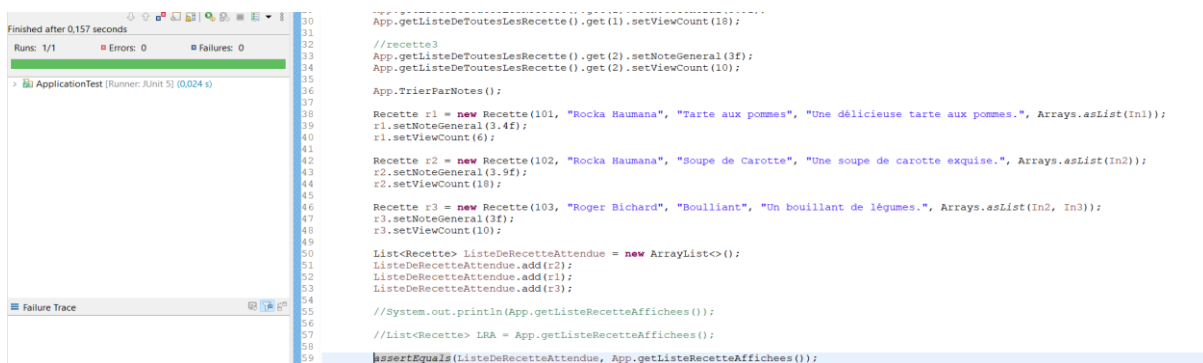 Finished after 0,157 seconds
Runs: 1/1 Errors: 0 Failures: 0
> ApplicationTest [Runner: JUnit 5] (0,024 s)
Failure Trace
30 App.getListeDeToutesLesRecette().get(1).setViewCount(18);
31
32 //recette3
33 App.getListeDeToutesLesRecette().get(2).setNoteGeneral(3f);
34 App.getListeDeToutesLesRecette().get(2).setViewCount(10);
35
36 App.TrierParNotes();
37
38 Recette r1 = new Recette(101, "Rocka Haumana", "Tarte aux pommes", "Une délicieuse tarte aux pommes.", Arrays.asList(In1));
39 r1.setNoteGeneral(3.4f);
40 r1.setViewCount(6);
41
42 Recette r2 = new Recette(102, "Rocka Haumana", "Soupe de Carotte", "Une soupe de carotte exquise.", Arrays.asList(In2));
43 r2.setNoteGeneral(3.9f);
44 r2.setViewCount(18);
45
46 Recette r3 = new Recette(103, "Roger Bichard", "Boulliant", "Un bouillant de légumes.", Arrays.asList(In2, In3));
47 r3.setNoteGeneral(3f);
48 r3.setViewCount(10);
49
50 List<Recette> ListeDeRecetteAttendue = new ArrayList<>();
51 ListeDeRecetteAttendue.add(r2);
52 ListeDeRecetteAttendue.add(r1);
53 ListeDeRecetteAttendue.add(r3);
54
55 //System.out.println(App.getListeRecetteAffichees());
56
57 //List<Recette> LRA = App.getListeRecetteAffichees();
58
59 assertEquals(ListeDeRecetteAttendue, App.getListeRecetteAffichees());